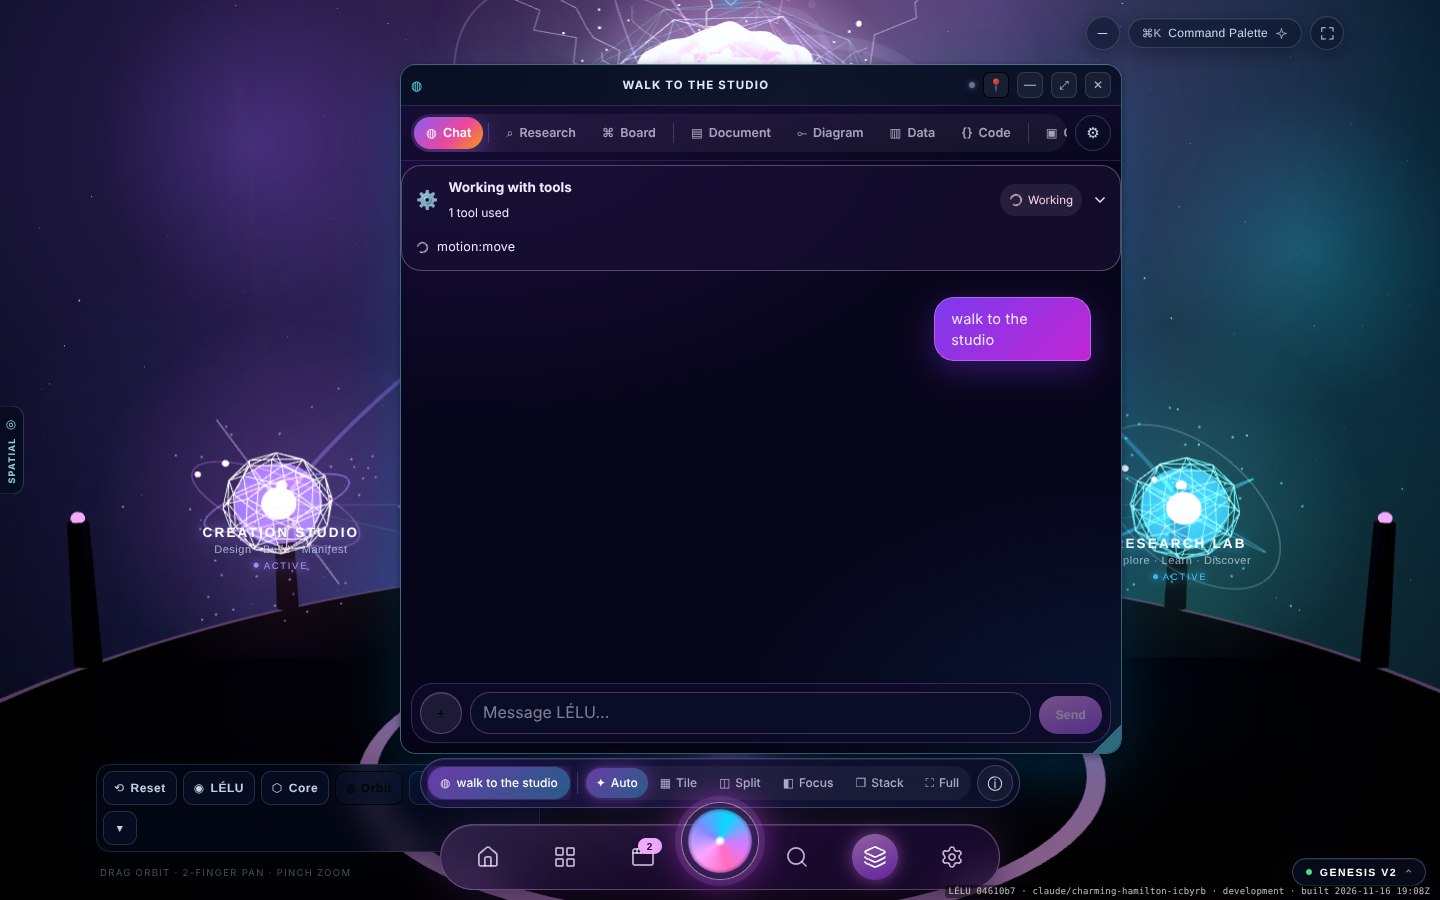 ⌘K Command Palette
WALK TO THE STUDIO
Chat
Research
Board
Document
Diagram
Data
{} Code
Working with tools
1 tool used
Working
motion:move
walk to the
studio
SPATIAL
CREATION STUDIO
Design · Build · Manifest
ACTIVE
ESEARCH LAB
plore · Learn · Discover
ACTIVE
Message LÉLU...
Send
Reset
LÉLU
Core
Orbit
walk to the studio
Auto
Tile
Split
Focus
Stack
Full
2
DRAG ORBIT · 2-FINGER PAN · PINCH ZOOM
GENESIS V2
LÉLU 04610b7 · claude/charming-hamilton-icbyrb · development · built 2026-11-16 19:08Z